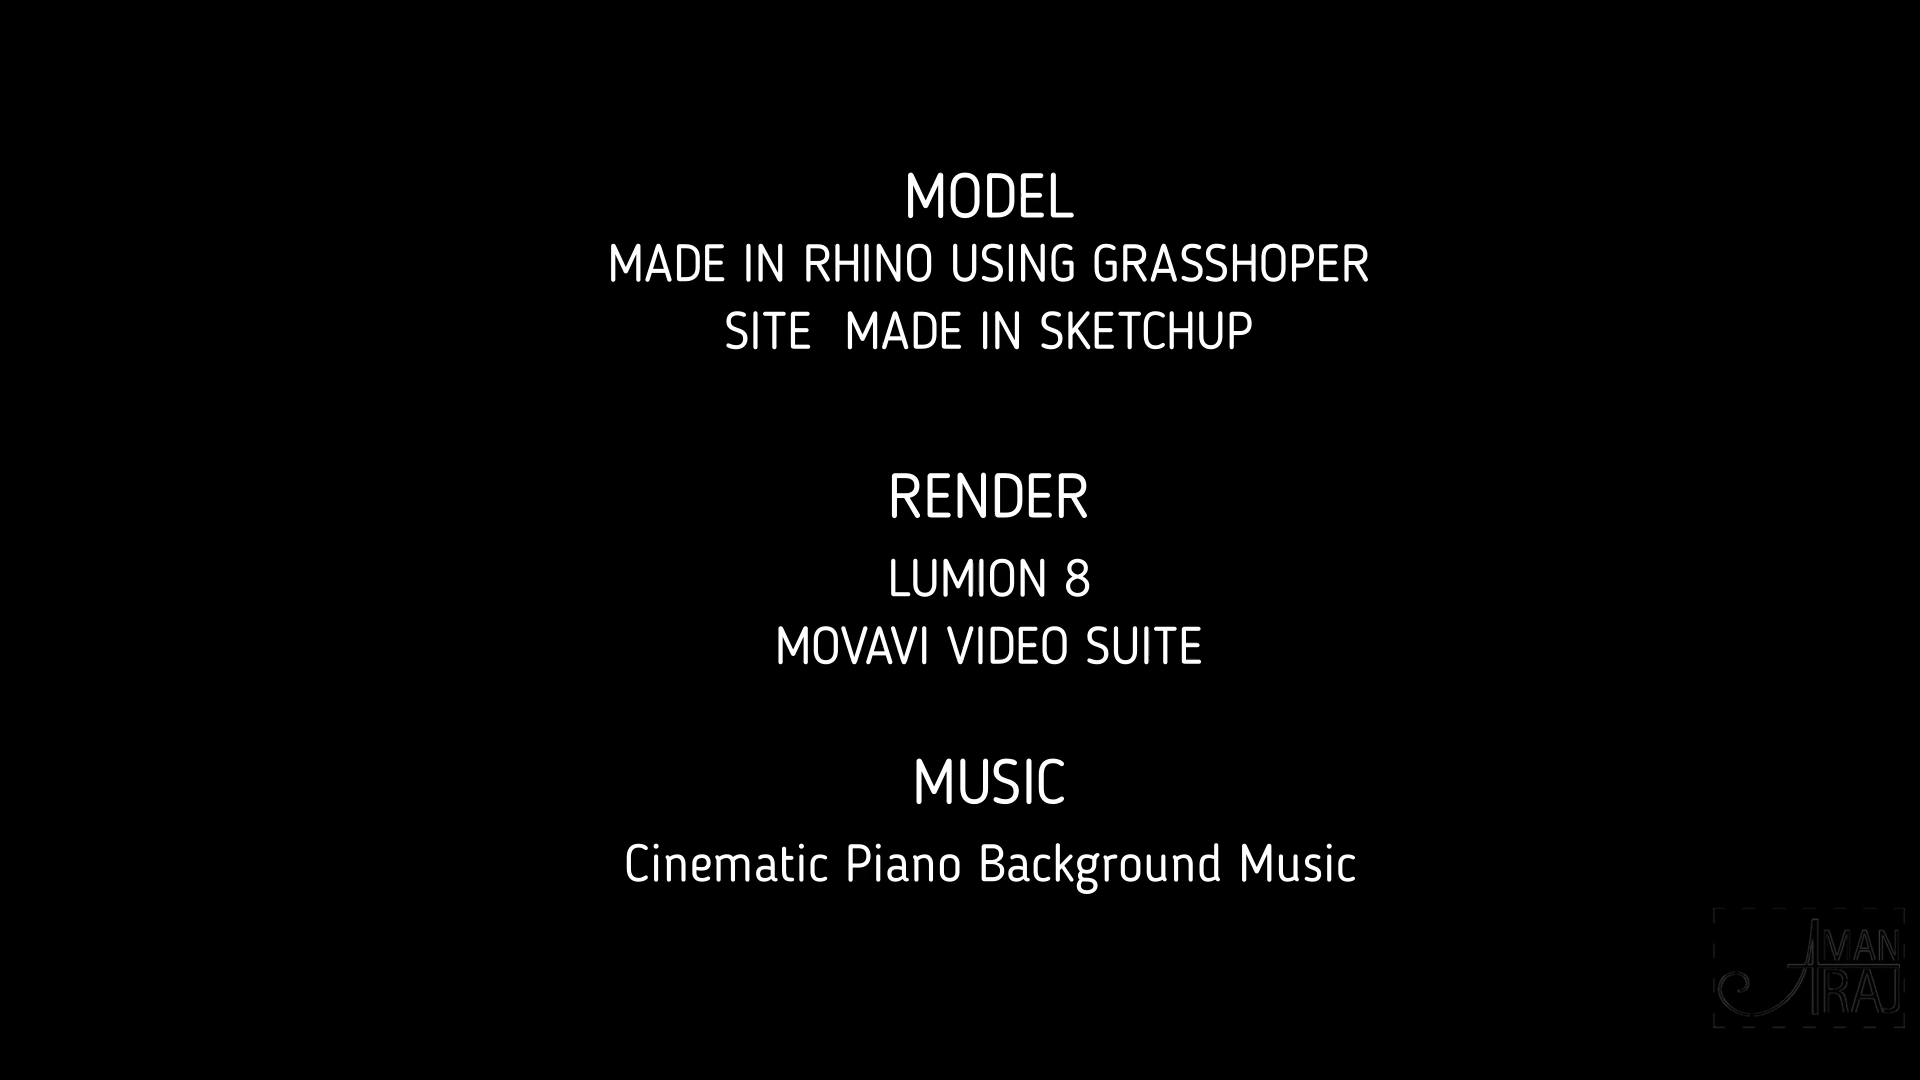 MODEL
MADE IN RHINO USING GRASSHOPER
SITE  MADE IN SKETCHUP
RENDER
LUMION 8
MOVAVI VIDEO SUITE
MUSIC
Cinematic Piano Background Music
AMAN
RAJ